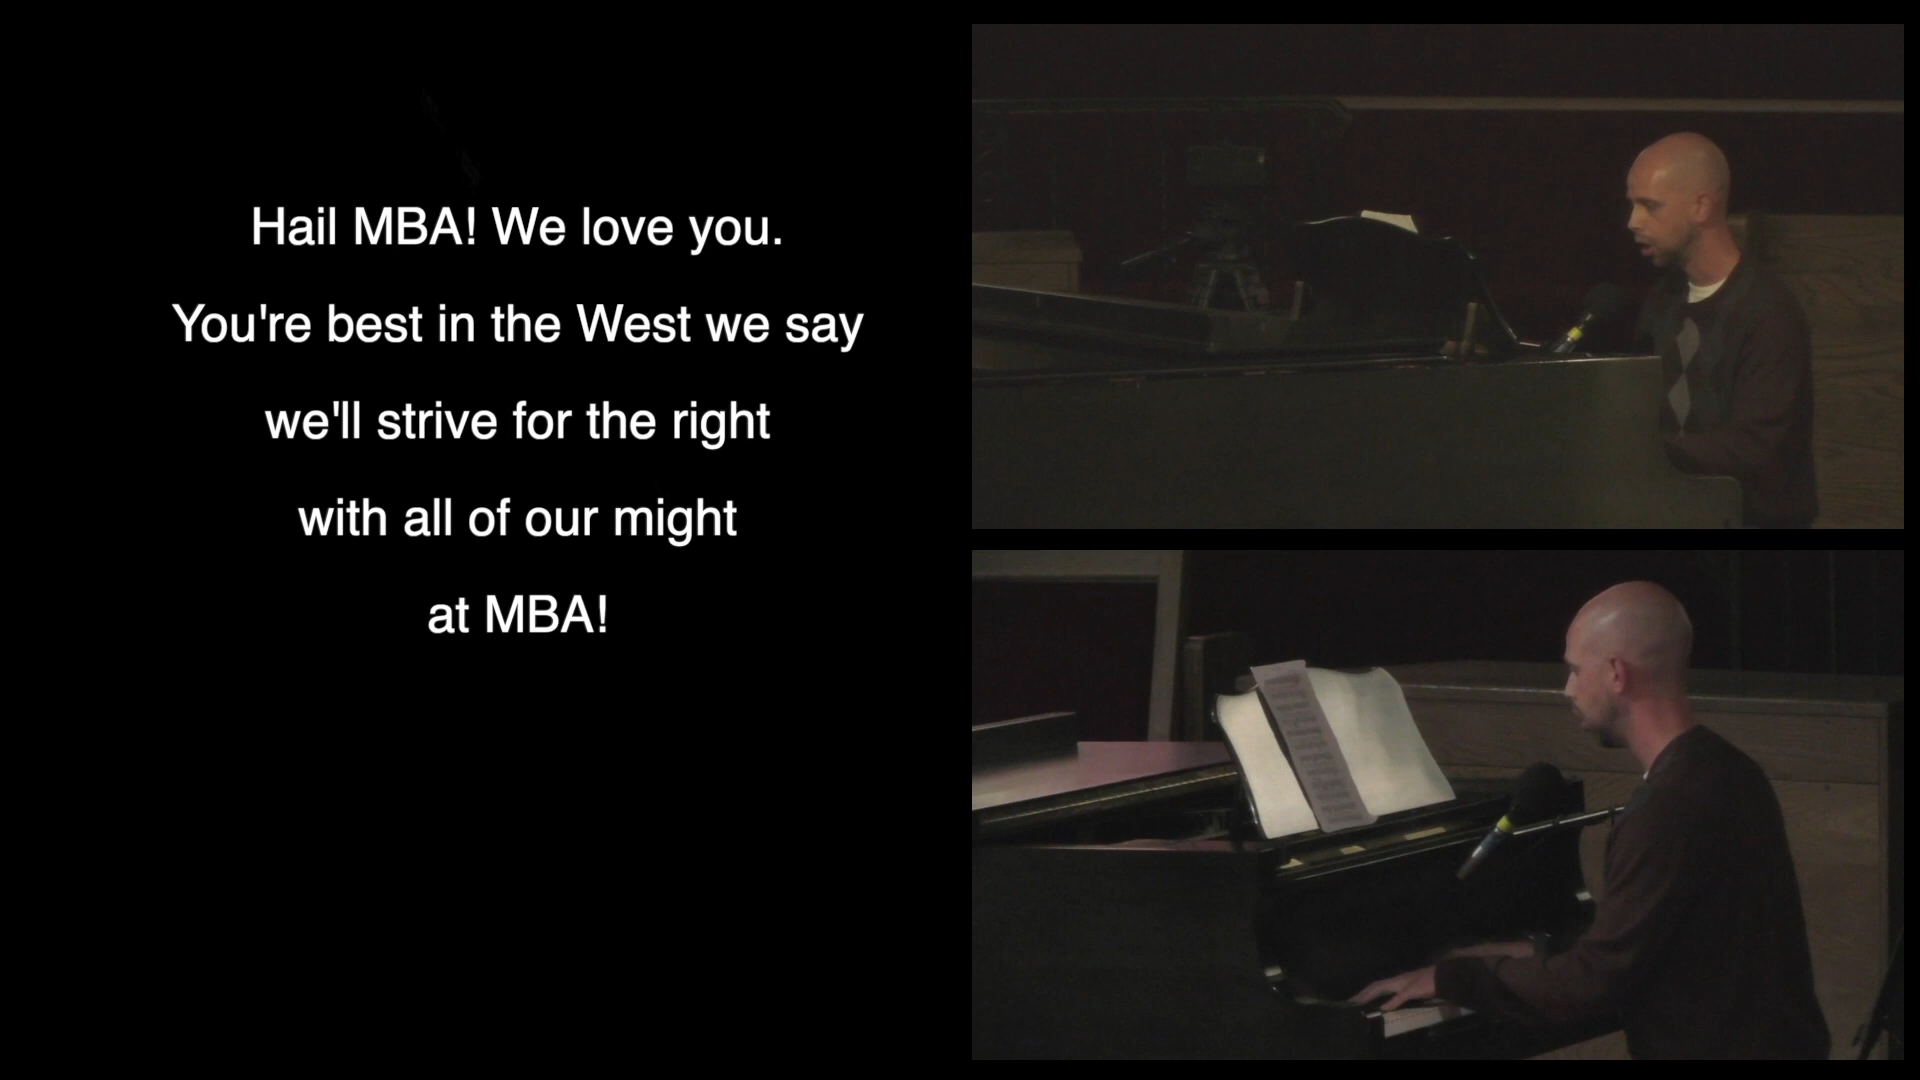 Hail MBA! We love you.
You're best in the West we say
we'll strive for the right
with all of our might
at MBA!